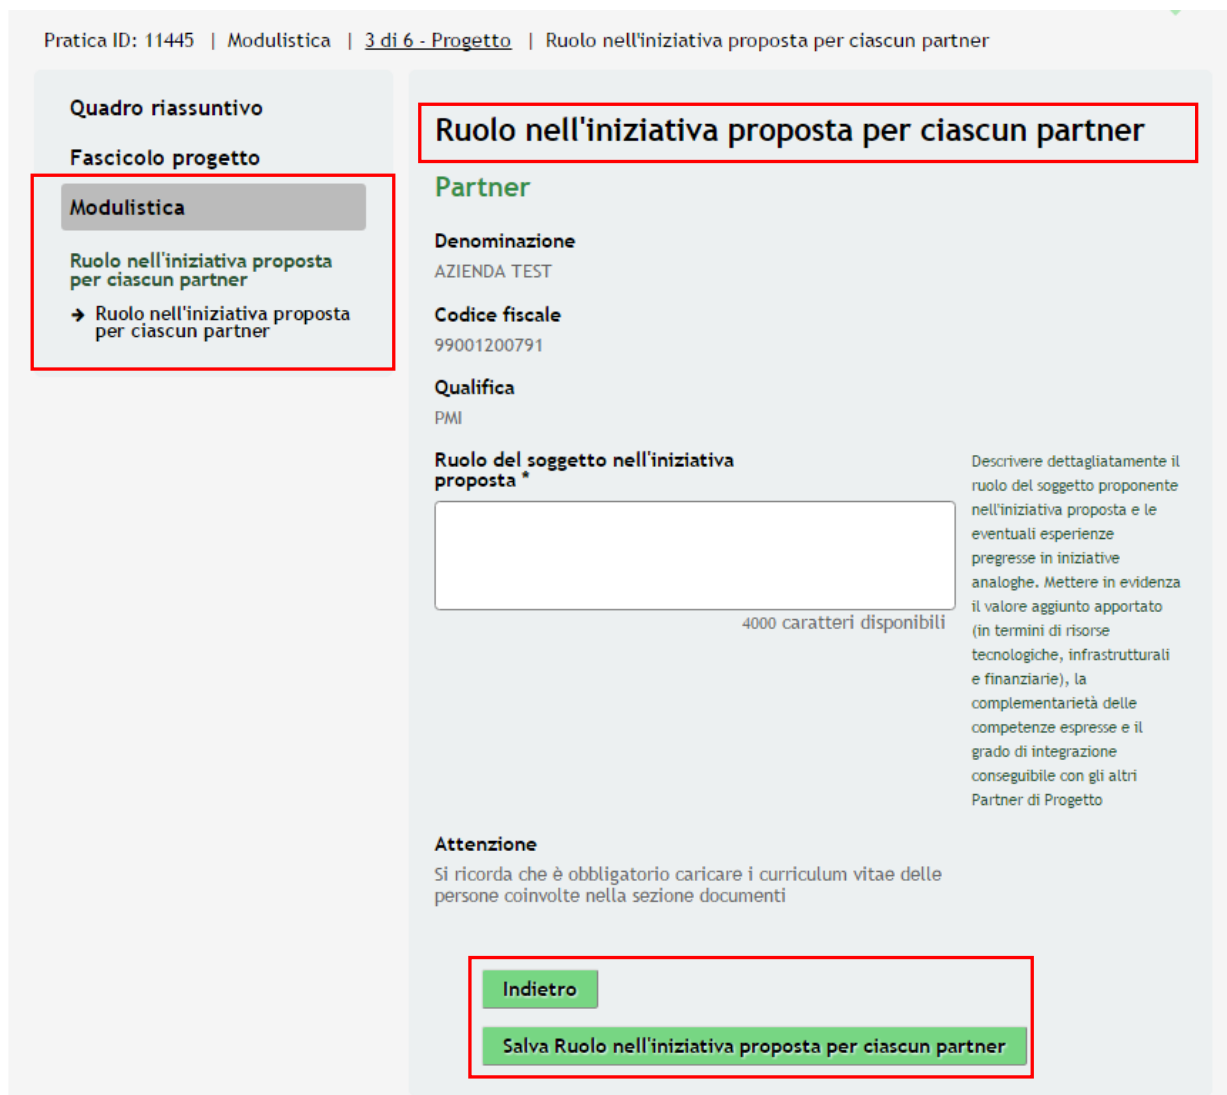 Pratica ID: 11445 | Modulistica | 3 di 6 - Progetto | Ruolo nell'iniziativa proposta per ciascun partner
Quadro riassuntivo
Fascicolo progetto
Modulistica
Ruolo nell'iniziativa proposta
per ciascun partner
→ Ruolo nell'iniziativa proposta
per ciascun partner
Ruolo nell'iniziativa proposta per ciascun partner
Partner
Denominazione
AZIENDA TEST
Codice fiscale
99001200791
Qualifica
PMI
Ruolo del soggetto nell'iniziativa
proposta *
4000 caratteri disponibili
Descrivere dettagliatamente il
ruolo del soggetto proponente
nell'iniziativa proposta e le
eventuali esperienze
pregresse in iniziative
analoghe. Mettere in evidenza
il valore aggiunto apportato
(in termini di risorse
tecnologiche, infrastrutturali
e finanziarie), la
complementarietà delle
competenze espresse e il
grado di integrazione
conseguibile con gli altri
Partner di Progetto
Attenzione
Si ricorda che è obbligatorio caricare i curriculum vitae delle
persone coinvolte nella sezione documenti
Indietro
Salva Ruolo nell'iniziativa proposta per ciascun partner